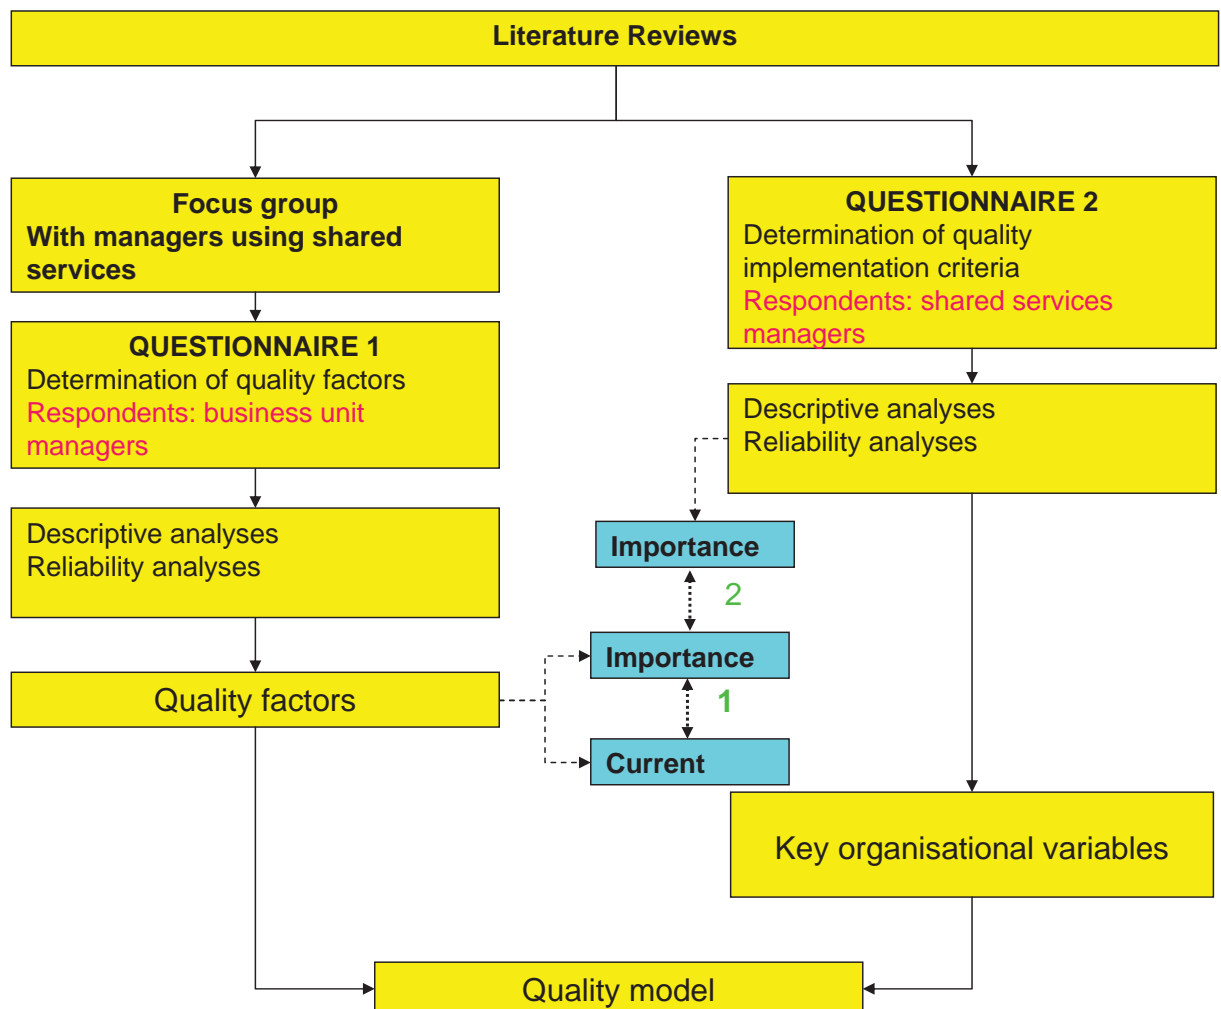 Literature Reviews
Focus group
With managers using shared
services
QUESTIONNAIRE 1
Determination of quality factors
Respondents: business unit
managers
Descriptive analyses
Reliability analyses
Quality factors
QUESTIONNAIRE 2
Determination of quality
implementation criteria
Respondents: shared services
managers
Descriptive analyses
Reliability analyses
Importance
2
Importance
1
Current
Key organisational variables
Quality model